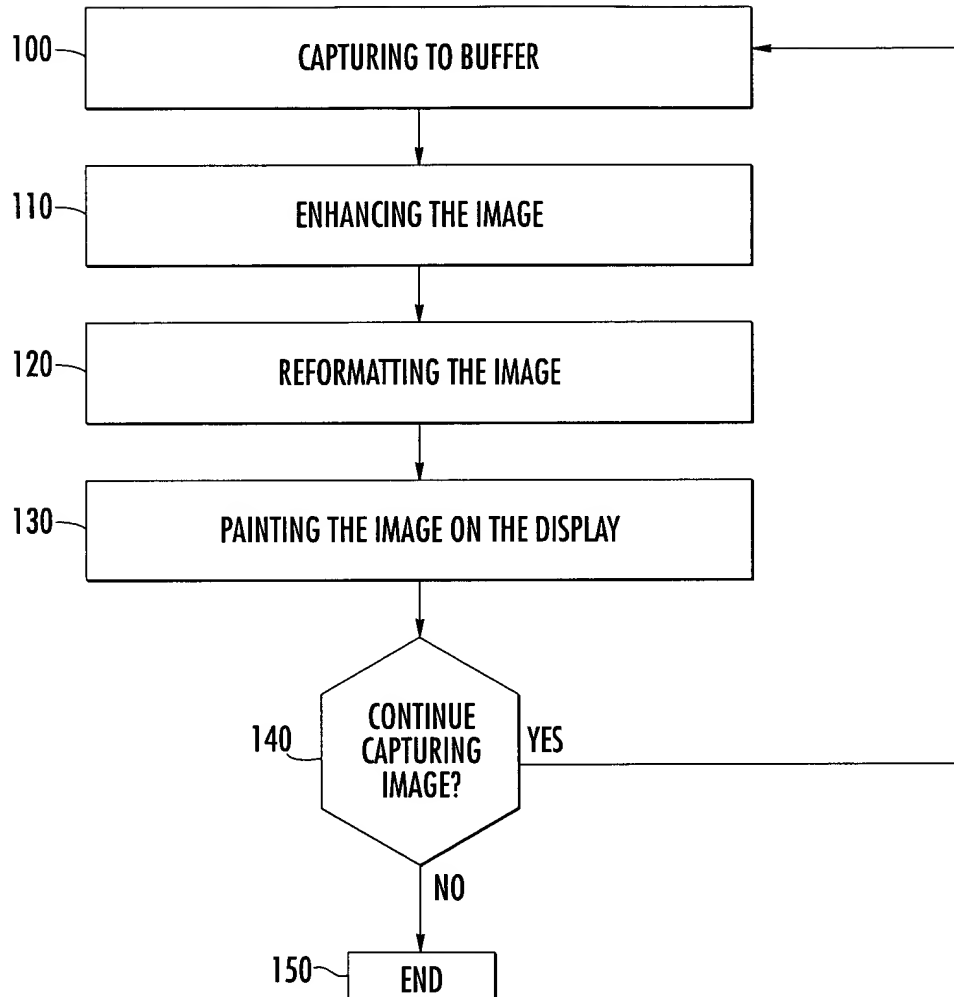 100
CAPTURING TO BUFFER
110
ENHANCING THE IMAGE
120
REFORMATTING THE IMAGE
130
PAINTING THE IMAGE ON THE DISPLAY
140
CONTINUE
CAPTURING
IMAGE?
YES
NO
150
END